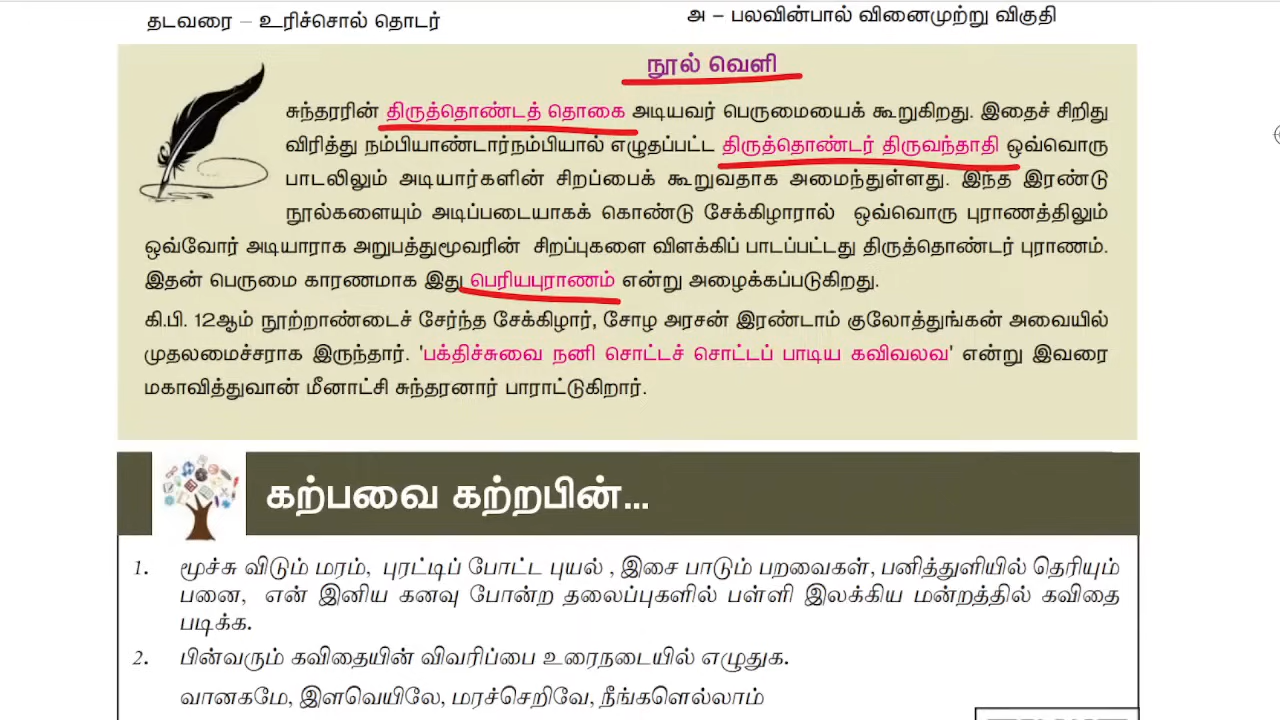 தடவரை – உரிச்சொல் தொடர்
அ – பலவின்பால் வினைமுற்று விகுதி
நூல் வெளி
சுந்தரரின் திருத்தொண்டத் தொகை அடியவர் பெருமையைக் கூறுகிறது. இதைச் சிறிது
விரித்து நம்பியாண்டார்நம்பியால் எழுதப்பட்ட திருத்தொண்டர் திருவந்தாதி ஒவ்வொரு
பாடலிலும் அடியார்களின் சிறப்பைக் கூறுவதாக அமைந்துள்ளது. இந்த இரண்டு
நூல்களையும் அடிப்படையாகக் கொண்டு சேக்கிழாரால் ஒவ்வொரு புராணத்திலும்
ஒவ்வோர் அடியாராக அறுபத்துமூவரின் சிறப்புகளை விளக்கிப் பாடப்பட்டது திருத்தொண்டர் புராணம்.
இதன் பெருமை காரணமாக இது பெரியபுராணம் என்று அழைக்கப்படுகிறது.
கி.பி. 12ஆம் நூற்றாண்டைச் சேர்ந்த சேக்கிழார், சோழ அரசன் இரண்டாம் குலோத்துங்கன் அவையில்
முதலமைச்சராக இருந்தார். 'பக்திச்சுவை நனி சொட்டச் சொட்டப் பாடிய கவிவலவ' என்று இவரை
மகாவித்துவான் மீனாட்சி சுந்தரனார் பாராட்டுகிறார்.
கற்பவை கற்றபின்...
1. மூச்சு விடும் மரம், புரட்டிப் போட்ட புயல் , இசை பாடும் பறவைகள், பனித்துளியில் தெரியும்
பனை, என் இனிய கனவு போன்ற தலைப்புகளில் பள்ளி இலக்கிய மன்றத்தில் கவிதை
படிக்க.
2. பின்வரும் கவிதையின் விவரிப்பை உரைநடையில் எழுதுக.
வானகமே, இளவெயிலே, மரச்செறிவே, நீங்களெல்லாம்